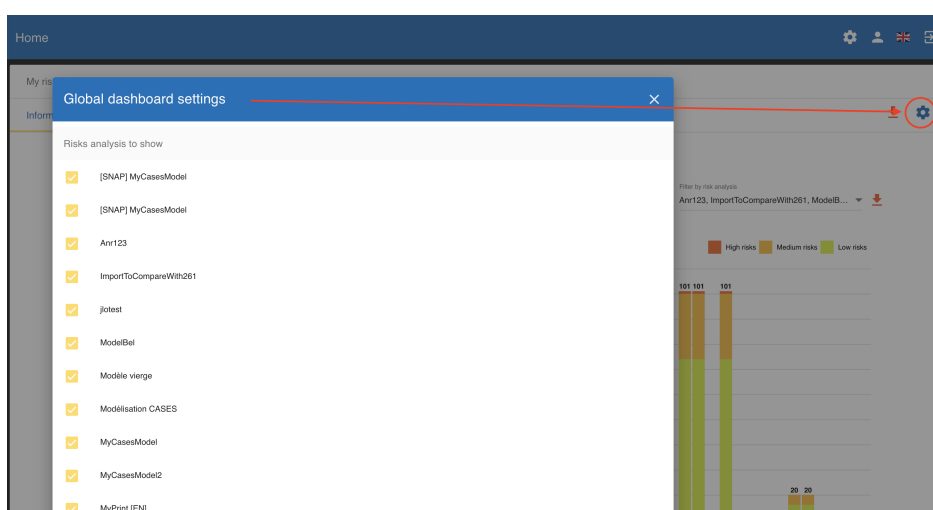 Home
My ris
Global dashboard settings
Inform
Risks analysis to show
[SNAP] MyCasesModel
[SNAP] MyCasesModel
Anr123
ImportToCompareWith261
jlotest
ModelBel
Modèle vierge
Modélisation CASES
MyCasesModel
MyCasesModel2
MyPrint [EN]
Filter by risk analysis
Anr123, ImportToCompareWith261, ModelB...
High risks Medium risks Low risks
101 101 101
20 20